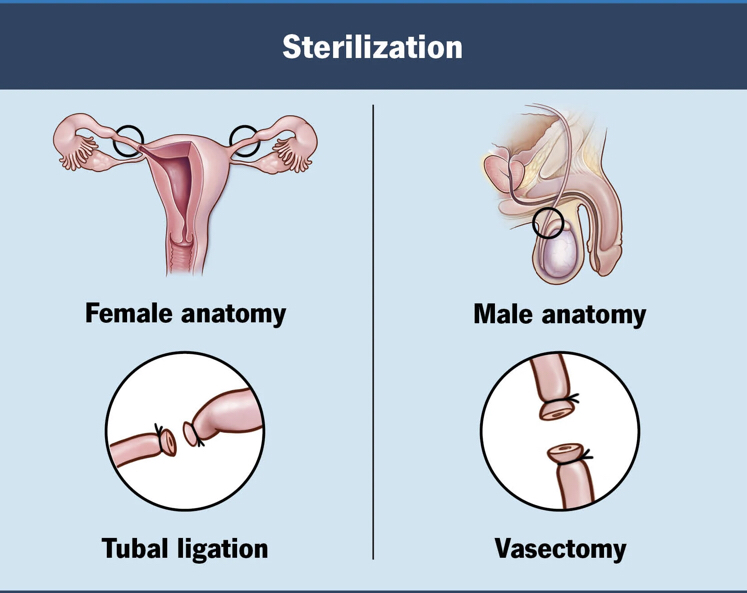 Sterilization
Female anatomy
Male anatomy
Tubal ligation
Vasectomy